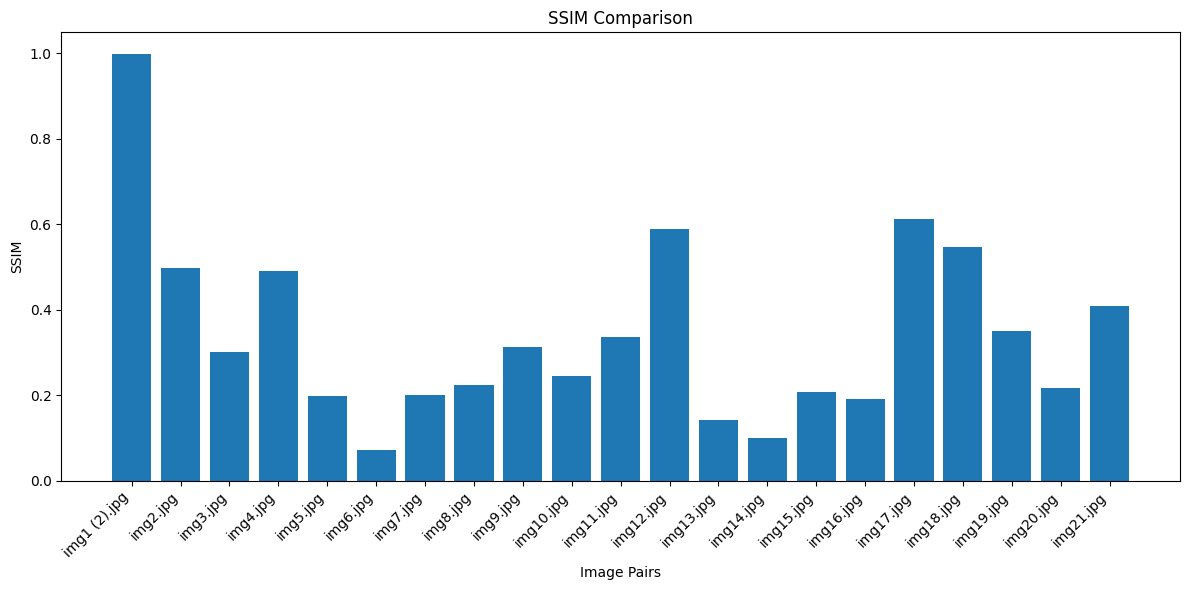 SSIM Comparison
SSIM
1.0
0.8
0.6
0.4
0.2
0.0
img1 (2).jpg
img2.jpg
img3.jpg
img4.jpg
img5.jpg
img6.jpg
img7.jpg
img8.jpg
img9.jpg
img10.jpg
img11.jpg
img12.jpg
img13.jpg
img14.jpg
img15.jpg
img16.jpg
img17.jpg
img18.jpg
img19.jpg
img20.jpg
img21.jpg
Image Pairs